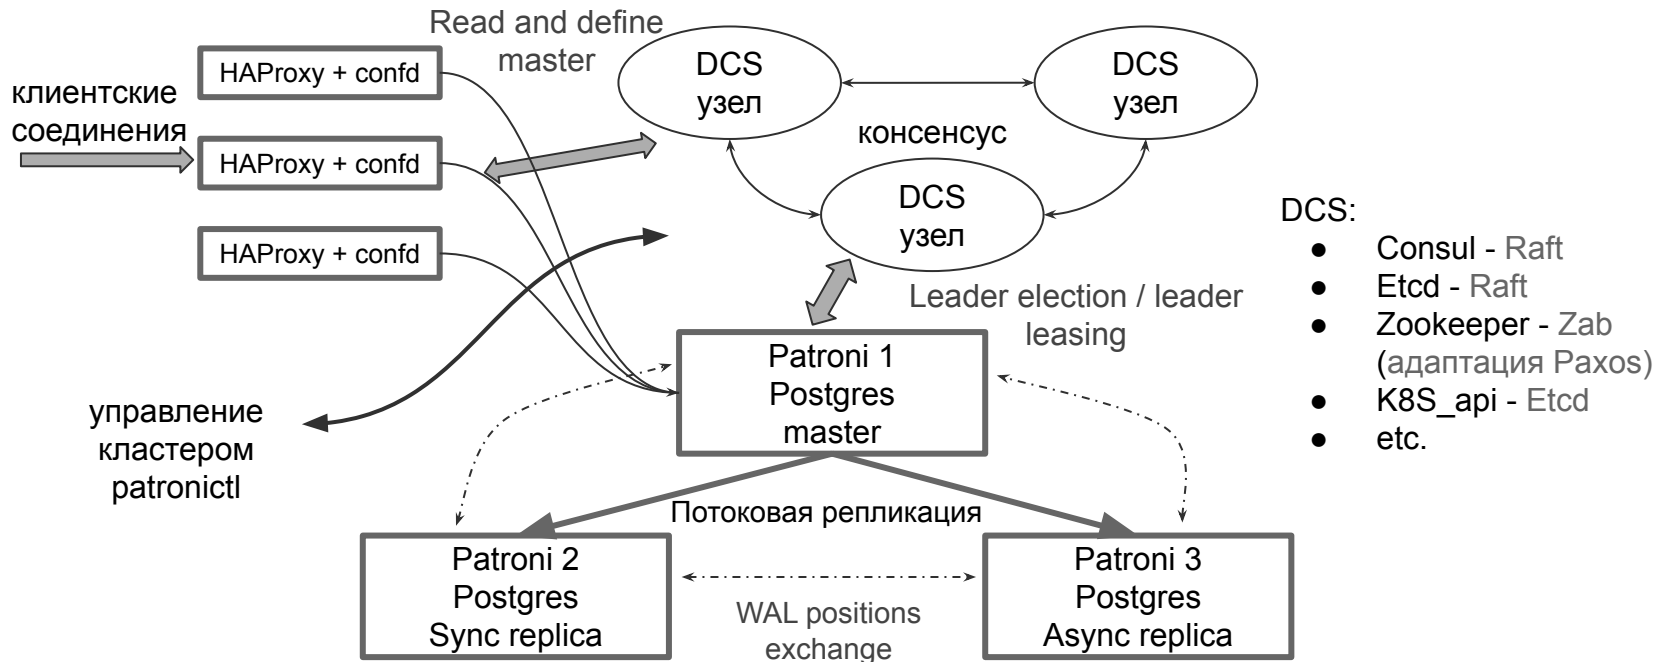 Read and define
master
HAProxy + confd
клиентские
соединения
HAProxy + confd
HAProxy + confd
DCS
узел
DCS
узел
консенсус
DCS
узел
Leader election / leader
leasing
DCS:
● Consul - Raft
● Etcd - Raft
● Zookeeper - Zab
(адаптация Paxos)
● K8S_api - Etcd
● etc.
управление
кластером
patronictl
Patroni 1
Postgres
master
Потоковая репликация
Patroni 2
Postgres
Sync replica
WAL positions
exchange
Patroni 3
Postgres
Async replica